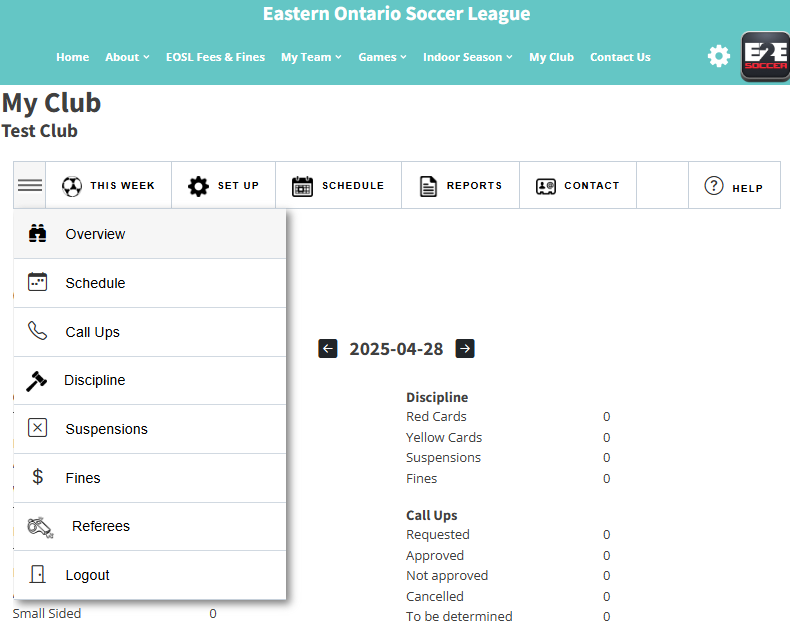 Eastern Ontario Soccer League
Home About EOSL Fees & Fines My Team Games Indoor Season My Club Contact Us
E2E
SOCCER
My Club
Test Club
THIS WEEK SET UP SCHEDULE REPORTS CONTACT ? HELP
Overview
Schedule
Call Ups
2025-04-28
Discipline
Suspensions
$ Fines
Referees
Logout
Small Sided 0
Discipline
Red Cards 0
Yellow Cards 0
Suspensions 0
Fines 0
Call Ups
Requested 0
Approved 0
Not approved 0
Cancelled 0
To be determined 0